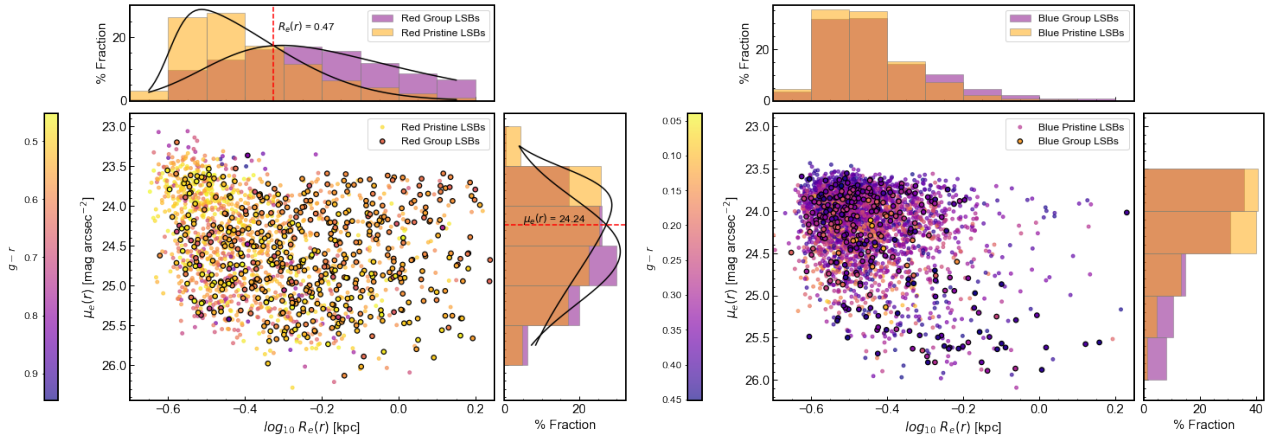 % Fraction
20
0
R_e(r) = 0.47
Red Group LSBs
Red Pristine LSBs
g − r
0.5
0.6
0.7
0.8
0.9
μ_e(r) [mag arcsec⁻²]
23.0
23.5
24.0
24.5
25.0
25.5
26.0
Red Pristine LSBs
Red Group LSBs
−0.6
−0.4
−0.2
0.0
0.2
log₁₀ R_e(r) [kpc]
μ_e(r) = 24.24
0
20
% Fraction
% Fraction
20
0
Blue Group LSBs
Blue Pristine LSBs
g − r
0.05
0.10
0.15
0.20
0.25
0.30
0.35
0.40
0.45
μ_e(r) [mag arcsec⁻²]
23.0
23.5
24.0
24.5
25.0
25.5
26.0
Blue Pristine LSBs
Blue Group LSBs
−0.6
−0.4
−0.2
0.0
0.2
log₁₀ R_e(r) [kpc]
0
20
40
% Fraction